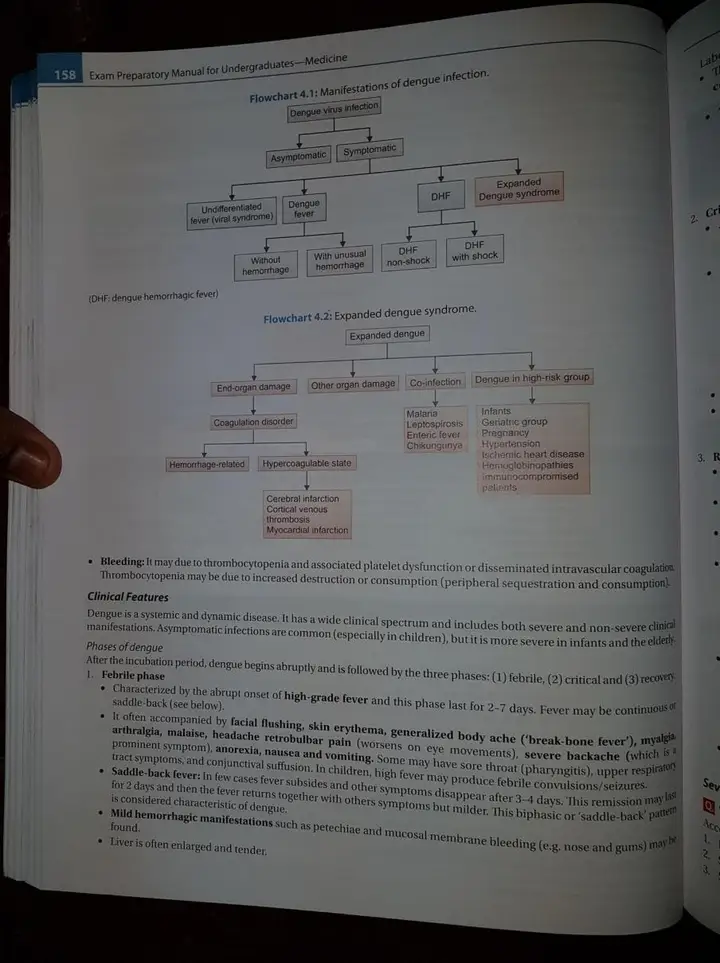 158 Exam Preparatory Manual for Undergraduates—Medicine
Flowchart 4.1: Manifestations of dengue infection.
Dengue virus infection
Asymptomatic
Symptomatic
Undifferentiated
fever (viral syndrome)
Dengue
fever
DHF
Expanded
Dengue syndrome
Without
hemorrhage
With unusual
hemorrhage
DHF
non-shock
DHF
with shock
(DHF: dengue hemorrhagic fever)
Flowchart 4.2: Expanded dengue syndrome.
Expanded dengue
End-organ damage
Other organ damage
Co-infection
Dengue in high-risk group
Coagulation disorder
Malaria
Leptospirosis
Enteric fever
Chikungunya
Infants
Geriatric group
Pregnancy
Hypertension
Ischemic heart disease
Hemoglobinopathies
Immunocompromised
patients
Hemorrhage-related
Hypercoagulable state
Cerebral infarction
Cortical venous
thrombosis
Myocardial infarction
• Bleeding: It may due to thrombocytopenia and associated platelet dysfunction or disseminated intravascular coagulation.
Thrombocytopenia may be due to increased destruction or consumption (peripheral sequestration and consumption).
Clinical Features
Dengue is a systemic and dynamic disease. It has a wide clinical spectrum and includes both severe and non-severe clinical
manifestations. Asymptomatic infections are common (especially in children), but it is more severe in infants and the elderly.
Phases of dengue
After the incubation period, dengue begins abruptly and is followed by the three phases: (1) febrile, (2) critical and (3) recovery.
1. Febrile phase
• Characterized by the abrupt onset of high-grade fever and this phase last for 2–7 days. Fever may be continuous or
saddle-back (see below).
• It often accompanied by facial flushing, skin erythema, generalized body ache ('break-bone fever'), myalgia,
arthralgia, malaise, headache retrobulbar pain (worsens on eye movements), severe backache (which is a
prominent symptom), anorexia, nausea and vomiting. Some may have sore throat (pharyngitis), upper respiratory
tract symptoms, and conjunctival suffusion. In children, high fever may produce febrile convulsions/seizures.
• Saddle-back fever: in few cases fever subsides and other symptoms disappear after 3–4 days. This remission may last
for 2 days and then the fever returns together with others symptoms but milder. This biphasic or 'saddle-back' pattern
is considered characteristic of dengue.
• Mild hemorrhagic manifestations such as petechiae and mucosal membrane bleeding (e.g. nose and gums) may be
found.
• Liver is often enlarged and tender.
2. Cri
3. R
Sev
Q
1.
2.
3.